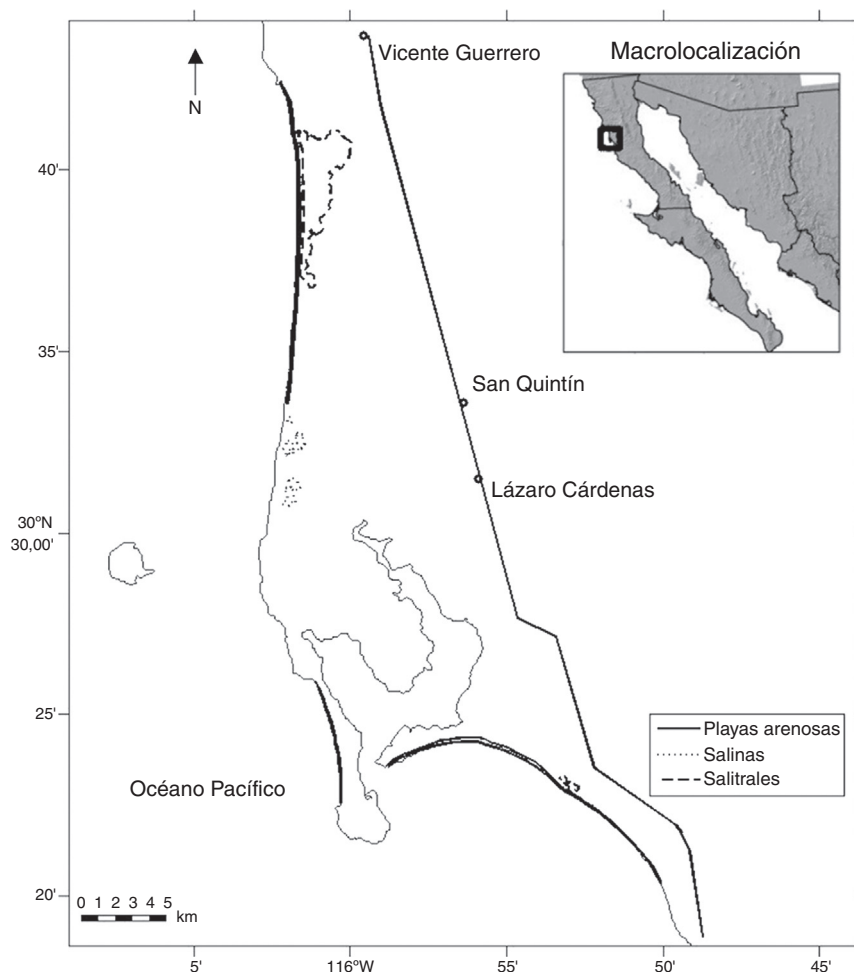 Vicente Guerrero
Macrolocalización
N
40'
35'
San Quintín
Lázaro Cárdenas
30ºN
30,00'
25'
Playas arenosas
Salinas
Salitrales
Océano Pacífico
20'
0 1 2 3 4 5
km
5' 116ºW 55' 50' 45'